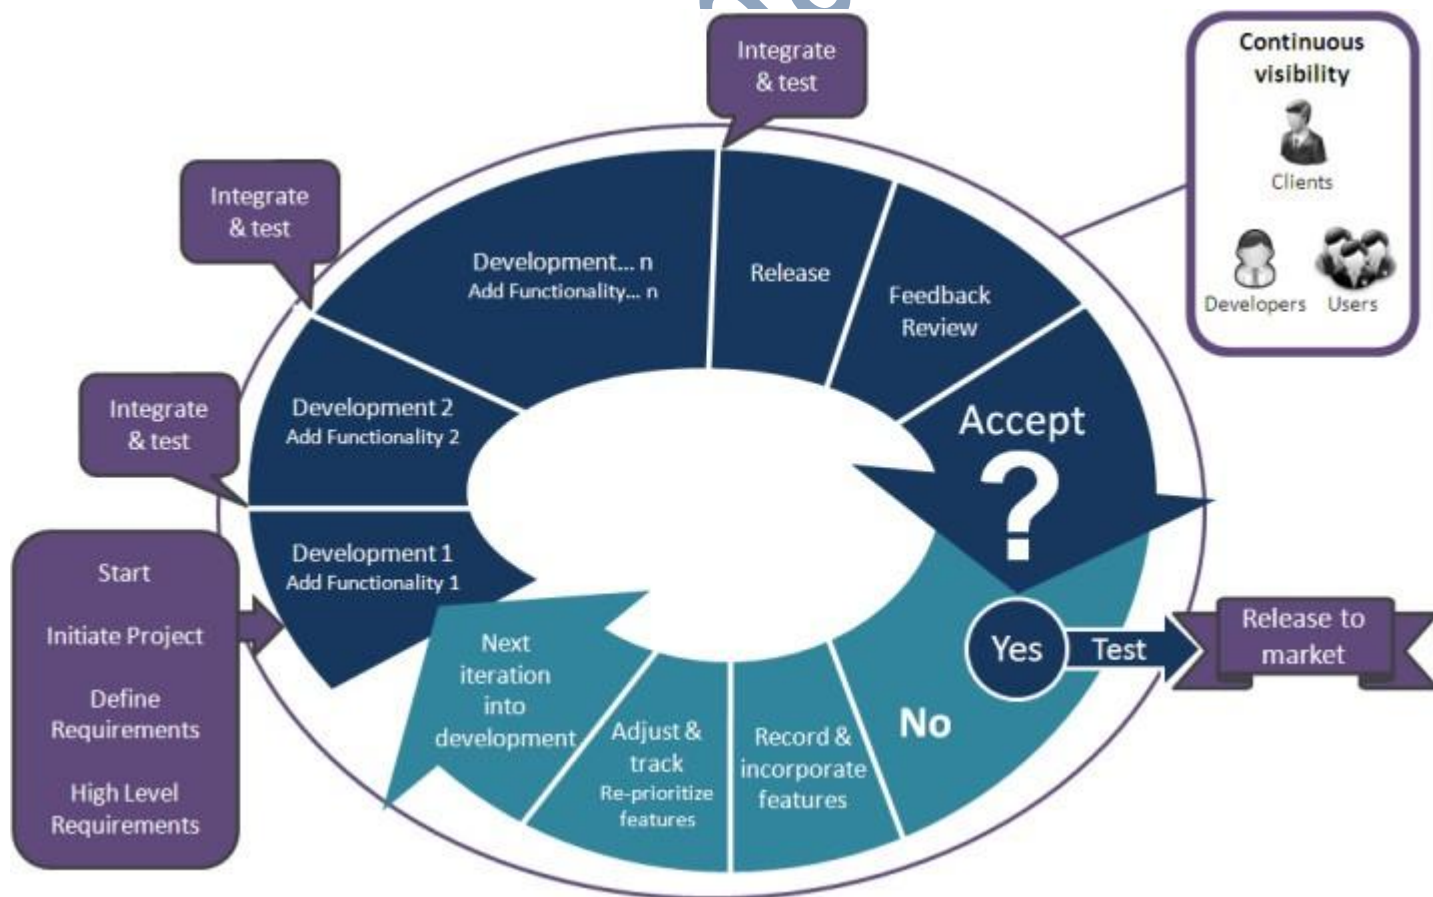 Integrate
& test
Continuous
visibility
Clients
Developers
Users
Integrate
& test
Integrate
& test
Development... n
Add Functionality... n
Release
Feedback
Review
Development 2
Add Functionality 2
Accept
?
Development 1
Add Functionality 1
Start
Initiate Project
Define
Requirements
High Level
Requirements
Yes
Test
Release to
market
No
Record &
incorporate
features
Adjust &
track
Re-prioritize
features
Next
iteration
into
development